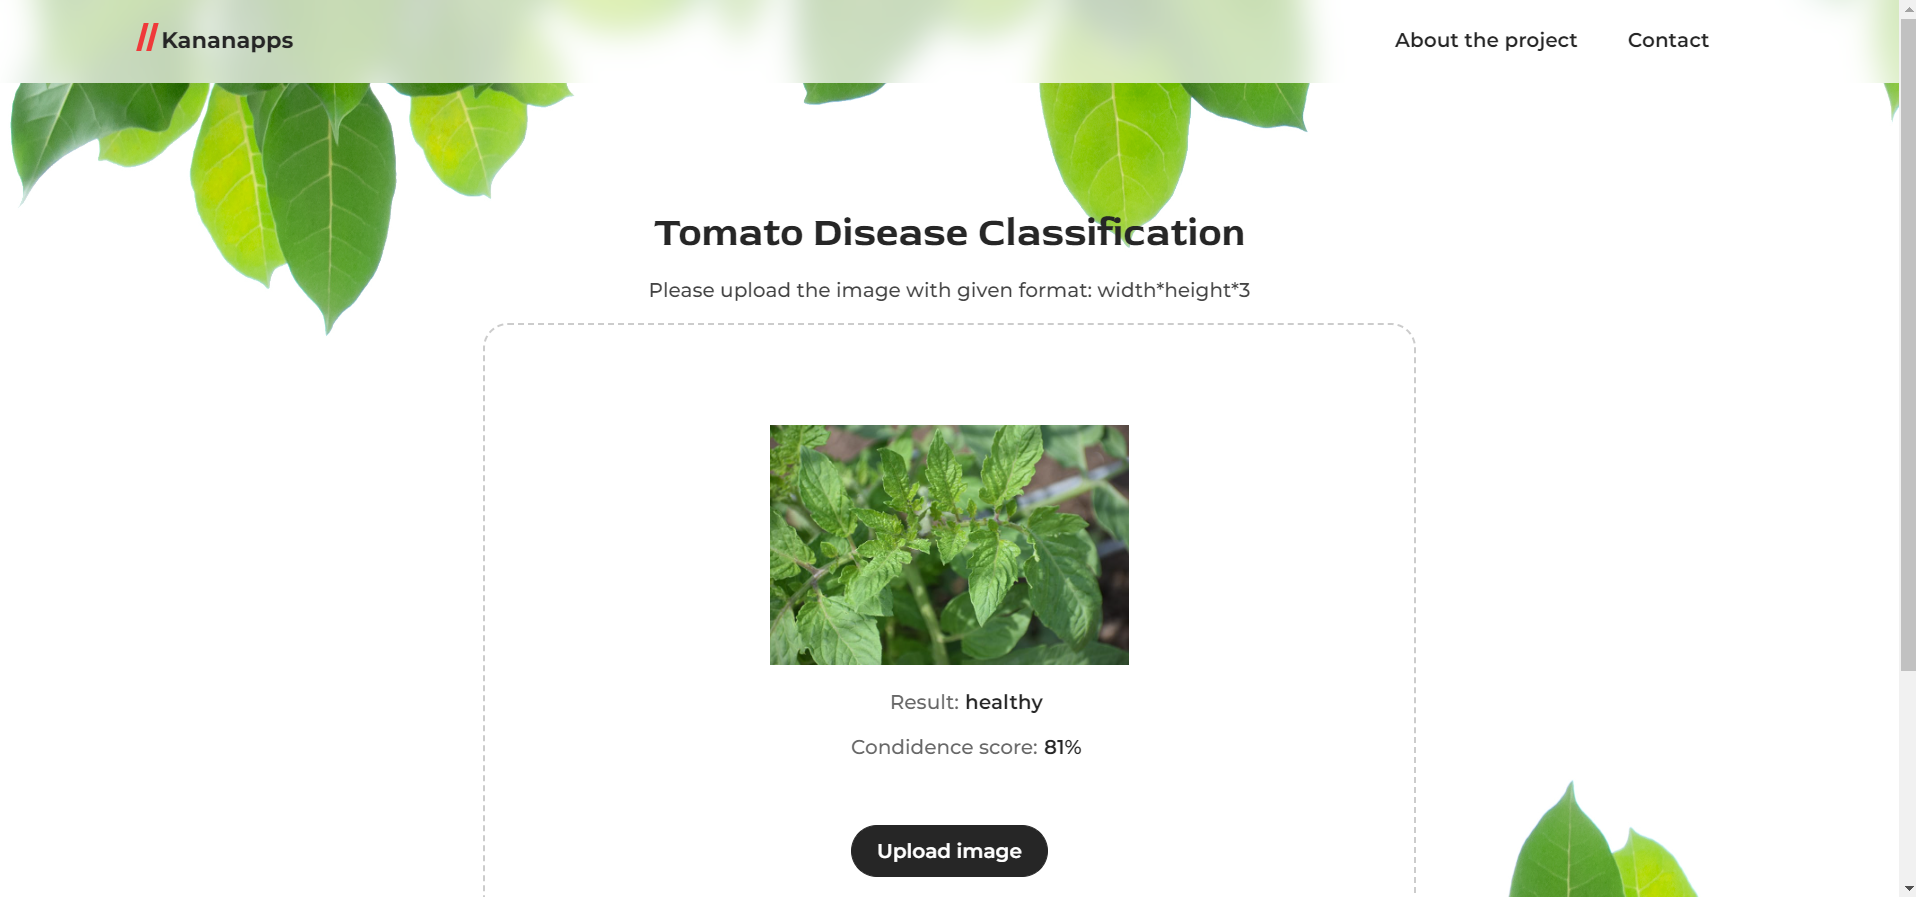 Kananapps
About the project
Contact
Tomato Disease Classification
Please upload the image with given format: width*height*3
Result: healthy
Condidence score: 81%
Upload image